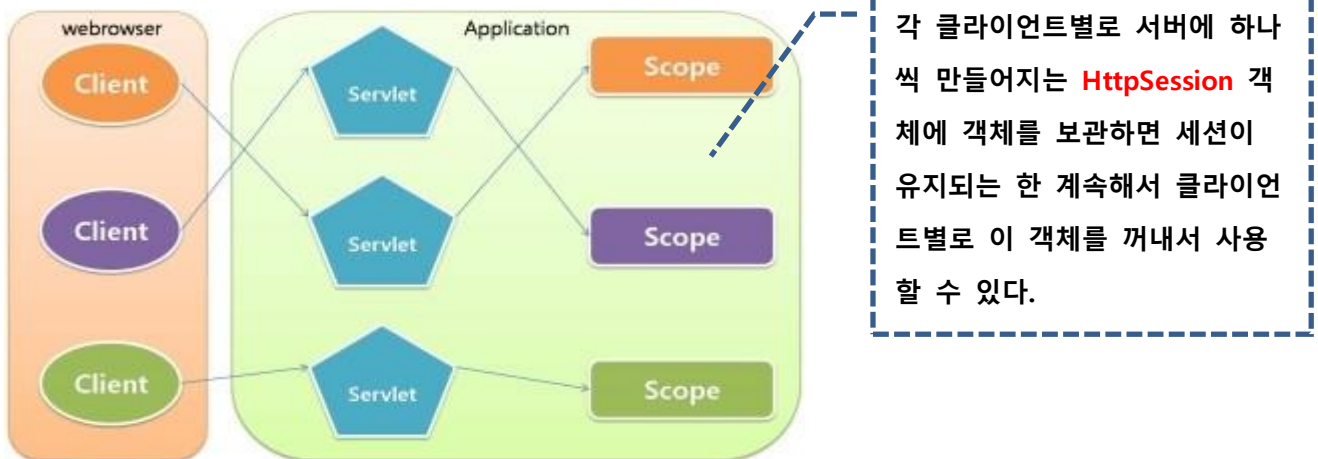 webrowser
Application
Client
Servlet
Scope
Client
Servlet
Scope
Client
Servlet
Scope
각 클라이언트별로 서버에 하나
씩 만들어지는 HttpSession 객
체에 객체를 보관하면 세션이
유지되는 한 계속해서 클라이언
트별로 이 객체를 꺼내서 사용
할 수 있다.